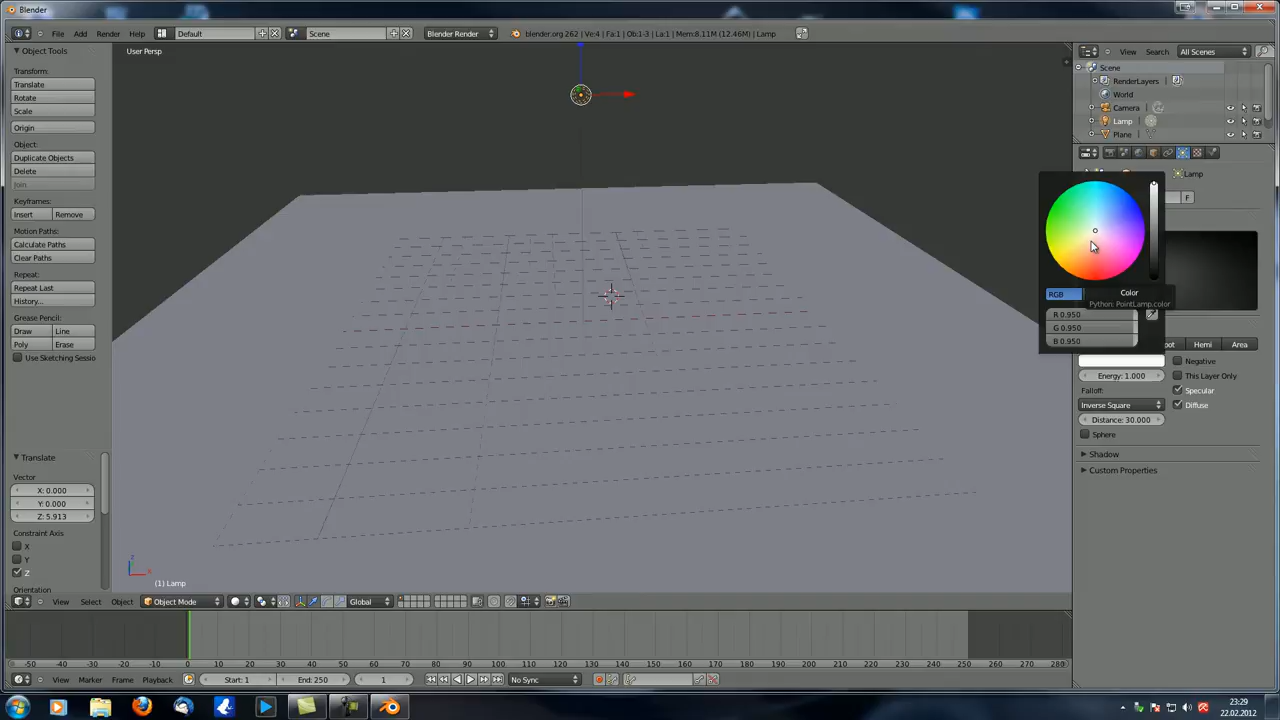 Blender
File Add Render Help Default Scene Blender Render blender.org 262 | Ve:4 | Fa:1 | Ob:1-3 | La:1 | Mem:8.11M (12.46M) | Lamp
Object Tools
Transform:
Translate
Rotate
Scale
Origin
Object:
Duplicate Objects
Delete
Join
Keyframes:
Insert Remove
Motion Paths:
Calculate Paths
Clear Paths
Repeat:
Repeat Last
History...
Grease Pencil:
Draw Line
Poly Erase
Use Sketching Sessio
Translate
Vector
X: 0.000
Y: 0.000
Z: 5.913
Constraint Axis
X
Y
Z
Orientation
User Persp
(1) Lamp
View Select Object Object Mode Global
View Search All Scenes
Scene
RenderLayers
World
Camera
Lamp
Plane
Lamp
F
RGB
Color
Python: PointLamp.color
R 0.950
G 0.950
B 0.950
pot Hemi Area
Negative
Energy: 1.000 This Layer Only
Falloff: Specular
Inverse Square Diffuse
Distance: 30.000
Sphere
Shadow
Custom Properties
-50 -40 -30 -20 -10 0 10 20 30 40 50 60 70 80 90 100 110 120 130 140 150 160 170 180 190 200 210 220 230 240 250 260 270 280
View Marker Frame Playback Start: 1 End: 250 1 No Sync
23:29
22.02.2012